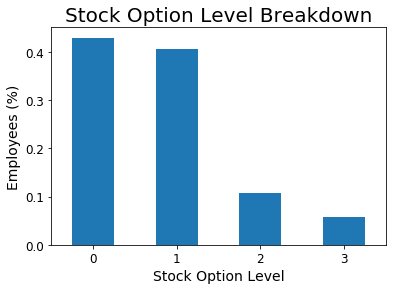 Stock Option Level Breakdown
Employees (%)
0.4
0.3
0.2
0.1
0.0
0 1 2 3
Stock Option Level